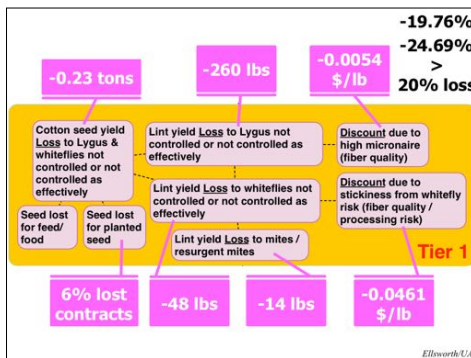 -19.76%
-24.69%
>
20% loss
-0.23 tons
-260 lbs
-0.0054
$/lb
Cotton seed yield
Loss to Lygus &
whiteflies not
controlled or not
controlled as
effectively
Lint yield Loss to Lygus not
controlled or not controlled as
effectively
Discount due to
high micronaire
(fiber quality)
Lint yield Loss to whiteflies not
controlled or not controlled as
effectively
Discount due to
stickiness from whitefly
risk (fiber quality /
processing risk)
Seed lost
for feed/
food
Seed lost
for planted
seed
Lint yield Loss to mites /
resurgent mites
Tier 1
6% lost
contracts
-48 lbs
-14 lbs
-0.0461
$/lb